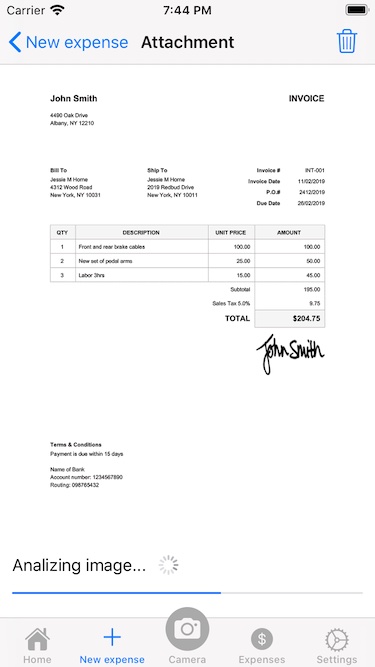 Carrier 7:44 PM
New expense Attachment
John Smith INVOICE
4490 Oak Drive
Albany, NY 12210
Bill To Ship To Invoice # INT-001
Jessie M Home Jessie M Home Invoice Date 11/02/2019
4312 Wood Road 2019 Redbud Drive P.O.# 2412/2019
New York, NY 10031 New York, NY 10011 Due Date 26/02/2019
QTY DESCRIPTION UNIT PRICE AMOUNT
1 Front and rear brake cables 100.00 100.00
2 New set of pedal arms 25.00 50.00
3 Labor 3hrs 15.00 45.00
Subtotal 195.00
Sales Tax 5.0% 9.75
TOTAL $204.75
John Smith
Terms & Conditions
Payment is due within 15 days
Name of Bank
Account number: 1234567890
Routing: 098765432
Analizing image...
Home New expense Camera Expenses Settings